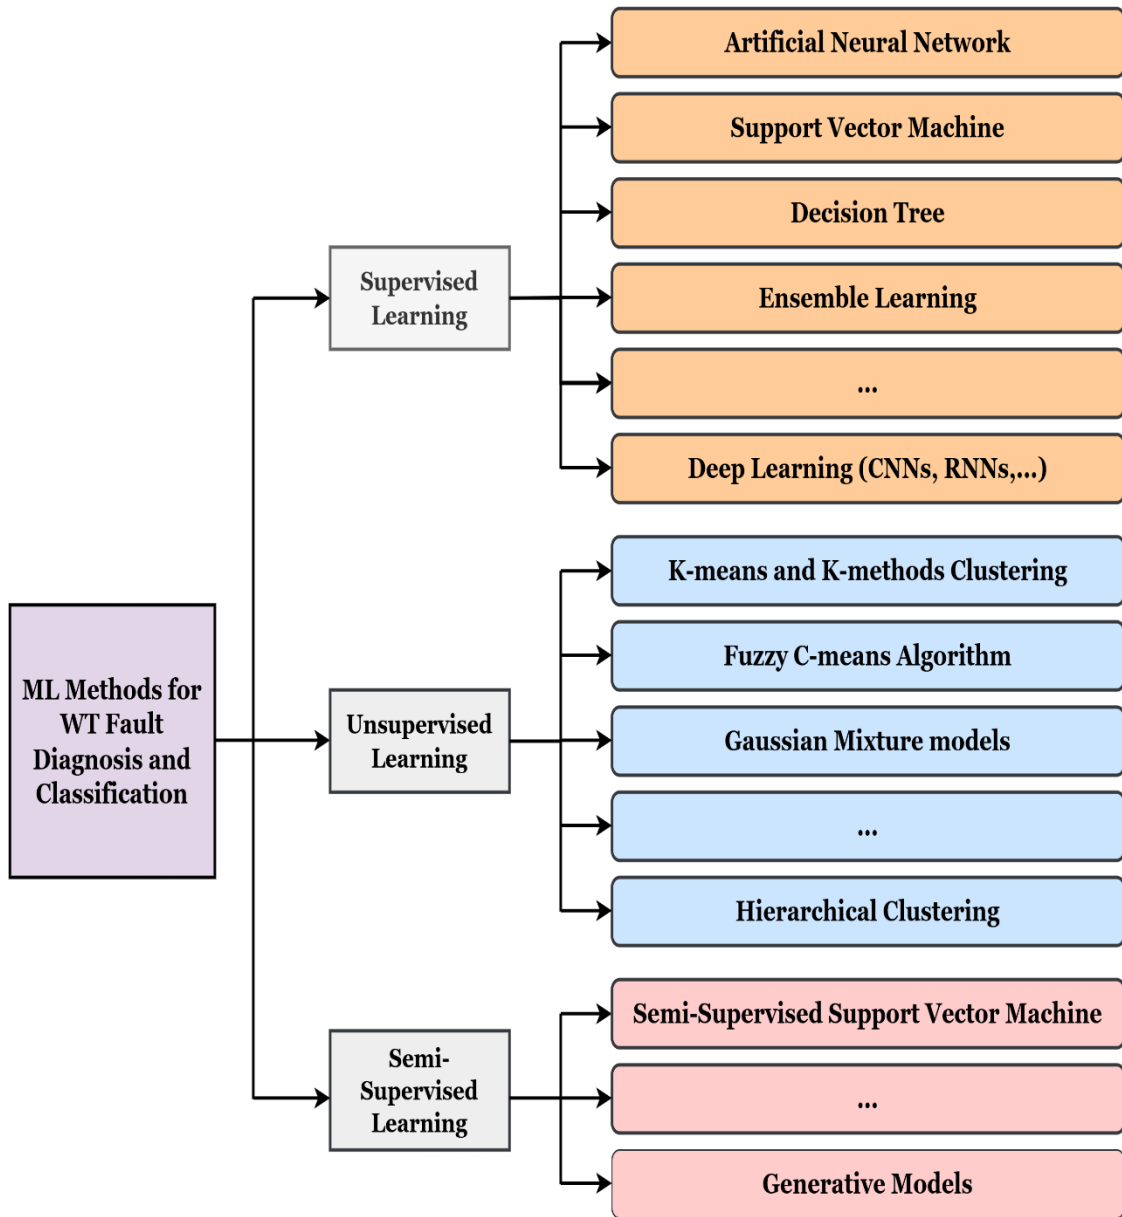 ML Methods for
WT Fault
Diagnosis and
Classification
Supervised
Learning
Artificial Neural Network
Support Vector Machine
Decision Tree
Ensemble Learning
...
Deep Learning (CNNs, RNNs,...)
Unsupervised
Learning
K-means and K-methods Clustering
Fuzzy C-means Algorithm
Gaussian Mixture models
...
Hierarchical Clustering
Semi-
Supervised
Learning
Semi-Supervised Support Vector Machine
...
Generative Models